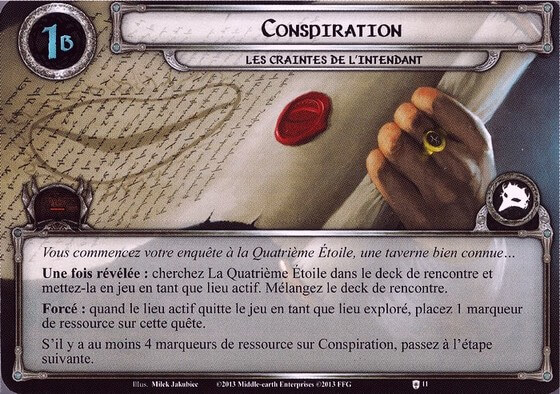 1B
Conspiration
LES CRAINTES DE L'INTENDANT
Vous commencez votre enquête à la Quatrième Étoile, une taverne bien connue…
Une fois révélée : cherchez La Quatrième Étoile dans le deck de rencontre et
mettez-la en jeu en tant que lieu actif. Mélangez le deck de rencontre.
Forcé : quand le lieu actif quitte le jeu en tant que lieu exploré, placez 1 marqueur
de ressource sur cette quête.
S'il y a au moins 4 marqueurs de ressource sur Conspiration, passez à l'étape
suivante.
Illus. Milek Jakubiec ©2013 Middle-earth Enterprises ©2013 FFG 11